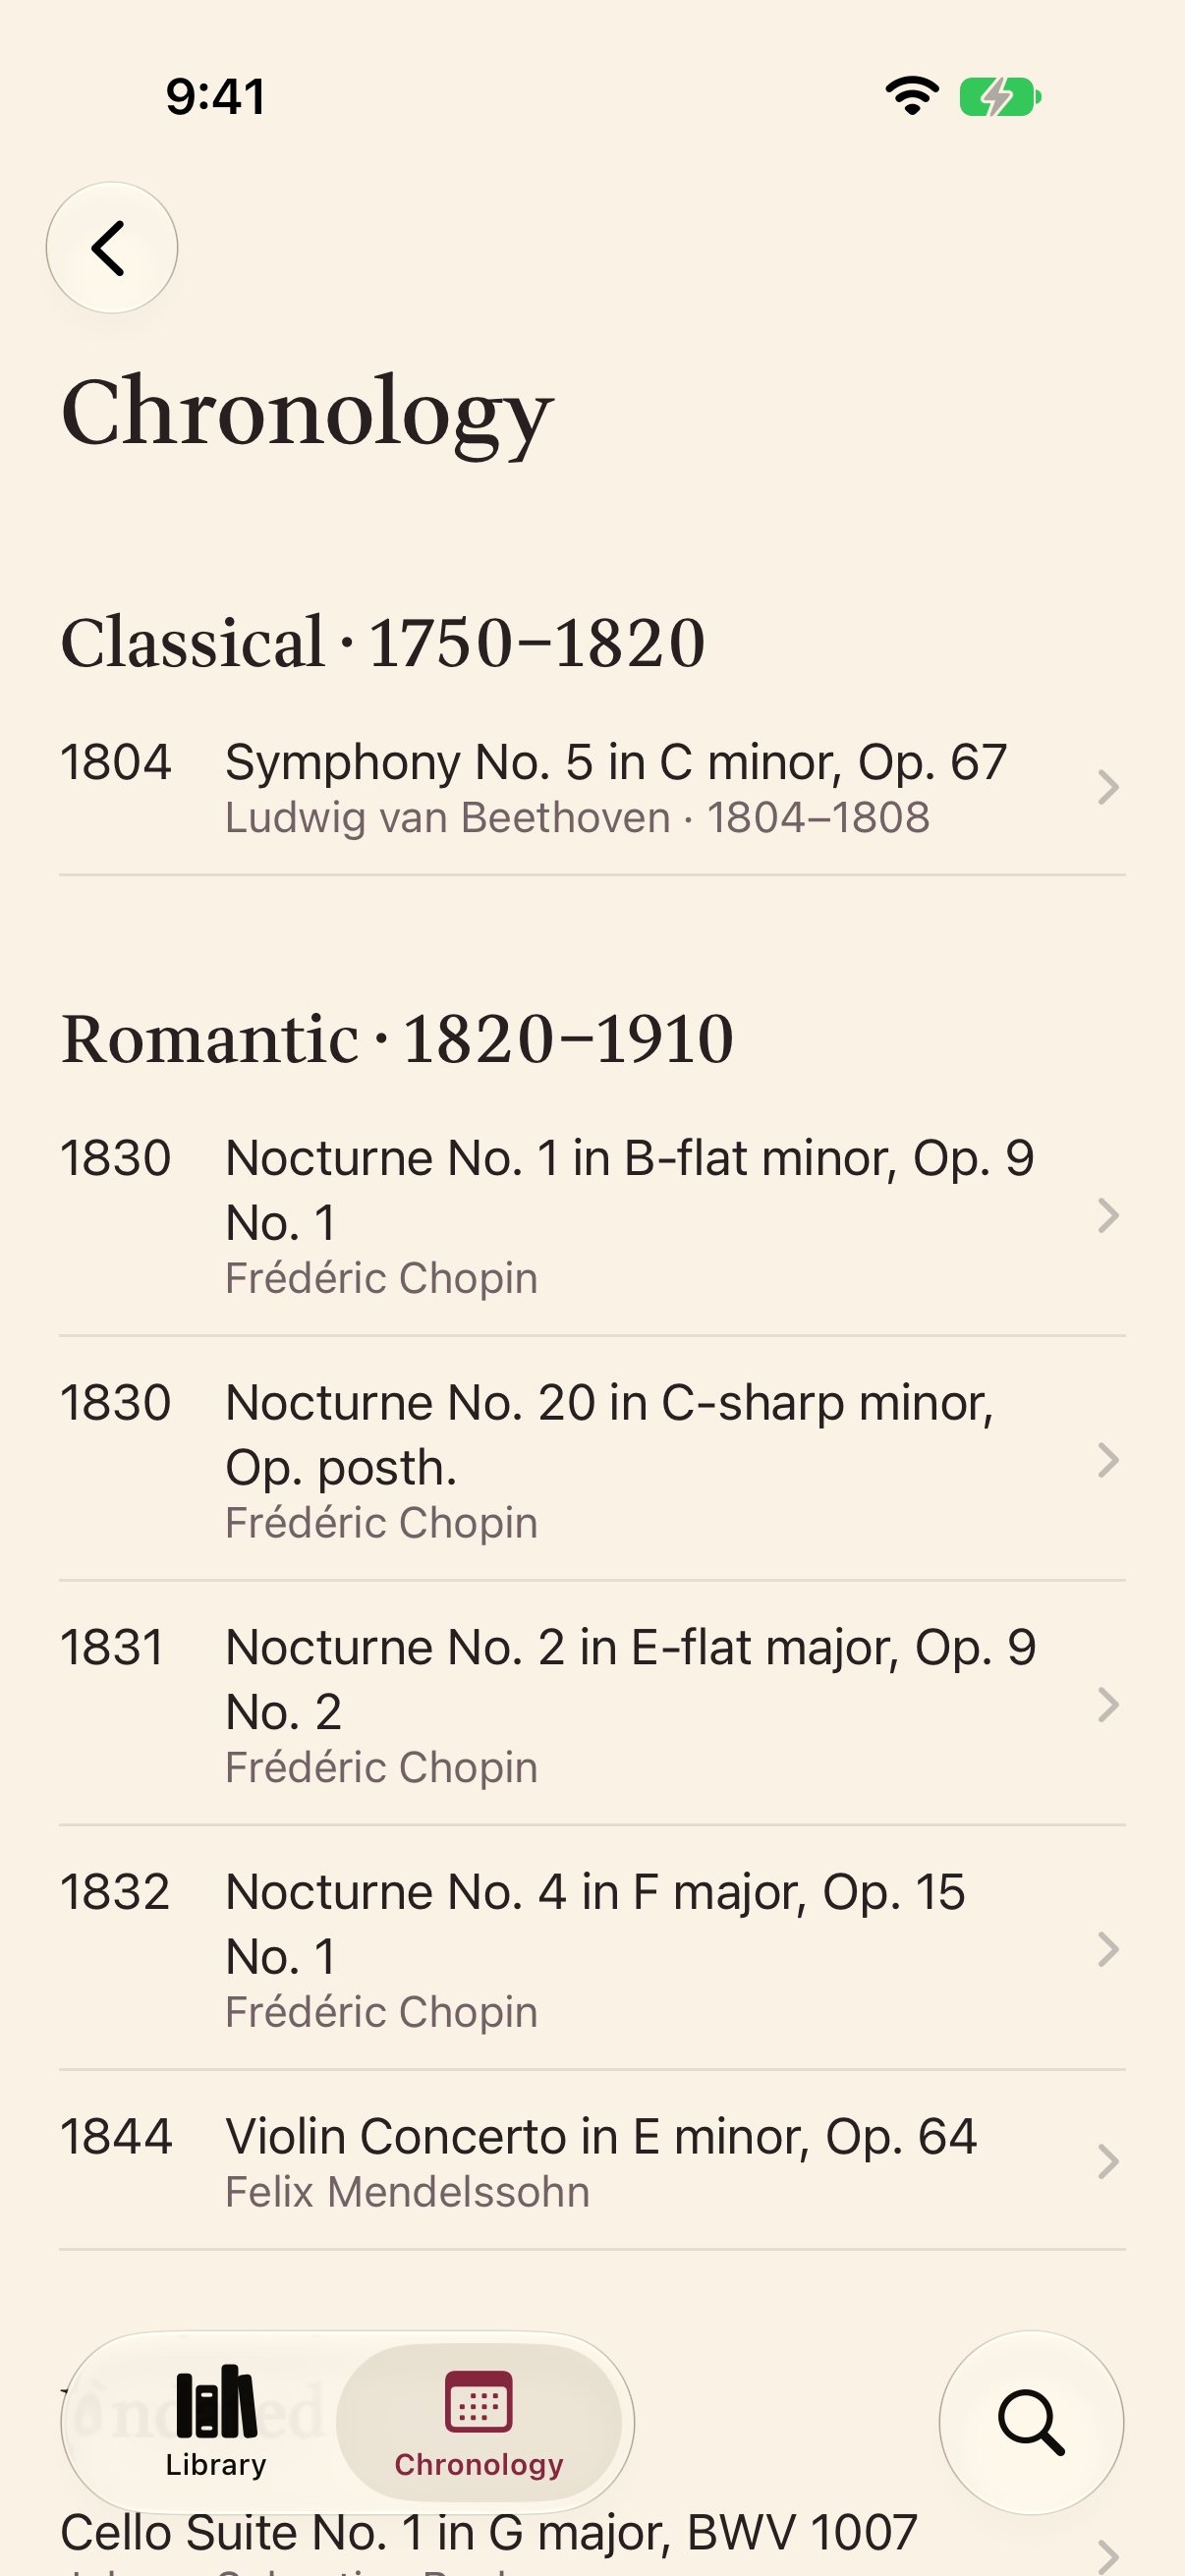 9:41
Chronology
Classical · 1750–1820
1804 Symphony No. 5 in C minor, Op. 67
Ludwig van Beethoven · 1804–1808
Romantic · 1820–1910
1830 Nocturne No. 1 in B-flat minor, Op. 9
No. 1
Frédéric Chopin
1830 Nocturne No. 20 in C-sharp minor,
Op. posth.
Frédéric Chopin
1831 Nocturne No. 2 in E-flat major, Op. 9
No. 2
Frédéric Chopin
1832 Nocturne No. 4 in F major, Op. 15
No. 1
Frédéric Chopin
1844 Violin Concerto in E minor, Op. 64
Felix Mendelssohn
Library
Chronology
Cello Suite No. 1 in G major, BWV 1007